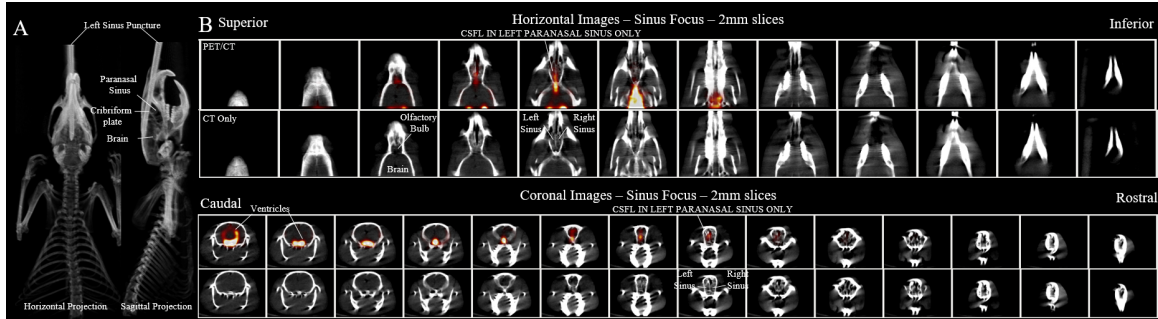 A
Left Sinus Puncture
Paranasal
Sinus
Cribriform
plate
Brain
Horizontal Projection
Sagittal Projection
B
Superior
Horizontal Images – Sinus Focus – 2mm slices
Inferior
CSFL IN LEFT PARANASAL SINUS ONLY
PET/CT
CT Only
Olfactory
Bulb
Brain
Left
Sinus
Right
Sinus
Caudal
Coronal Images – Sinus Focus – 2mm slices
Rostral
CSFL IN LEFT PARANASAL SINUS ONLY
Ventricles
Left
Sinus
Right
Sinus